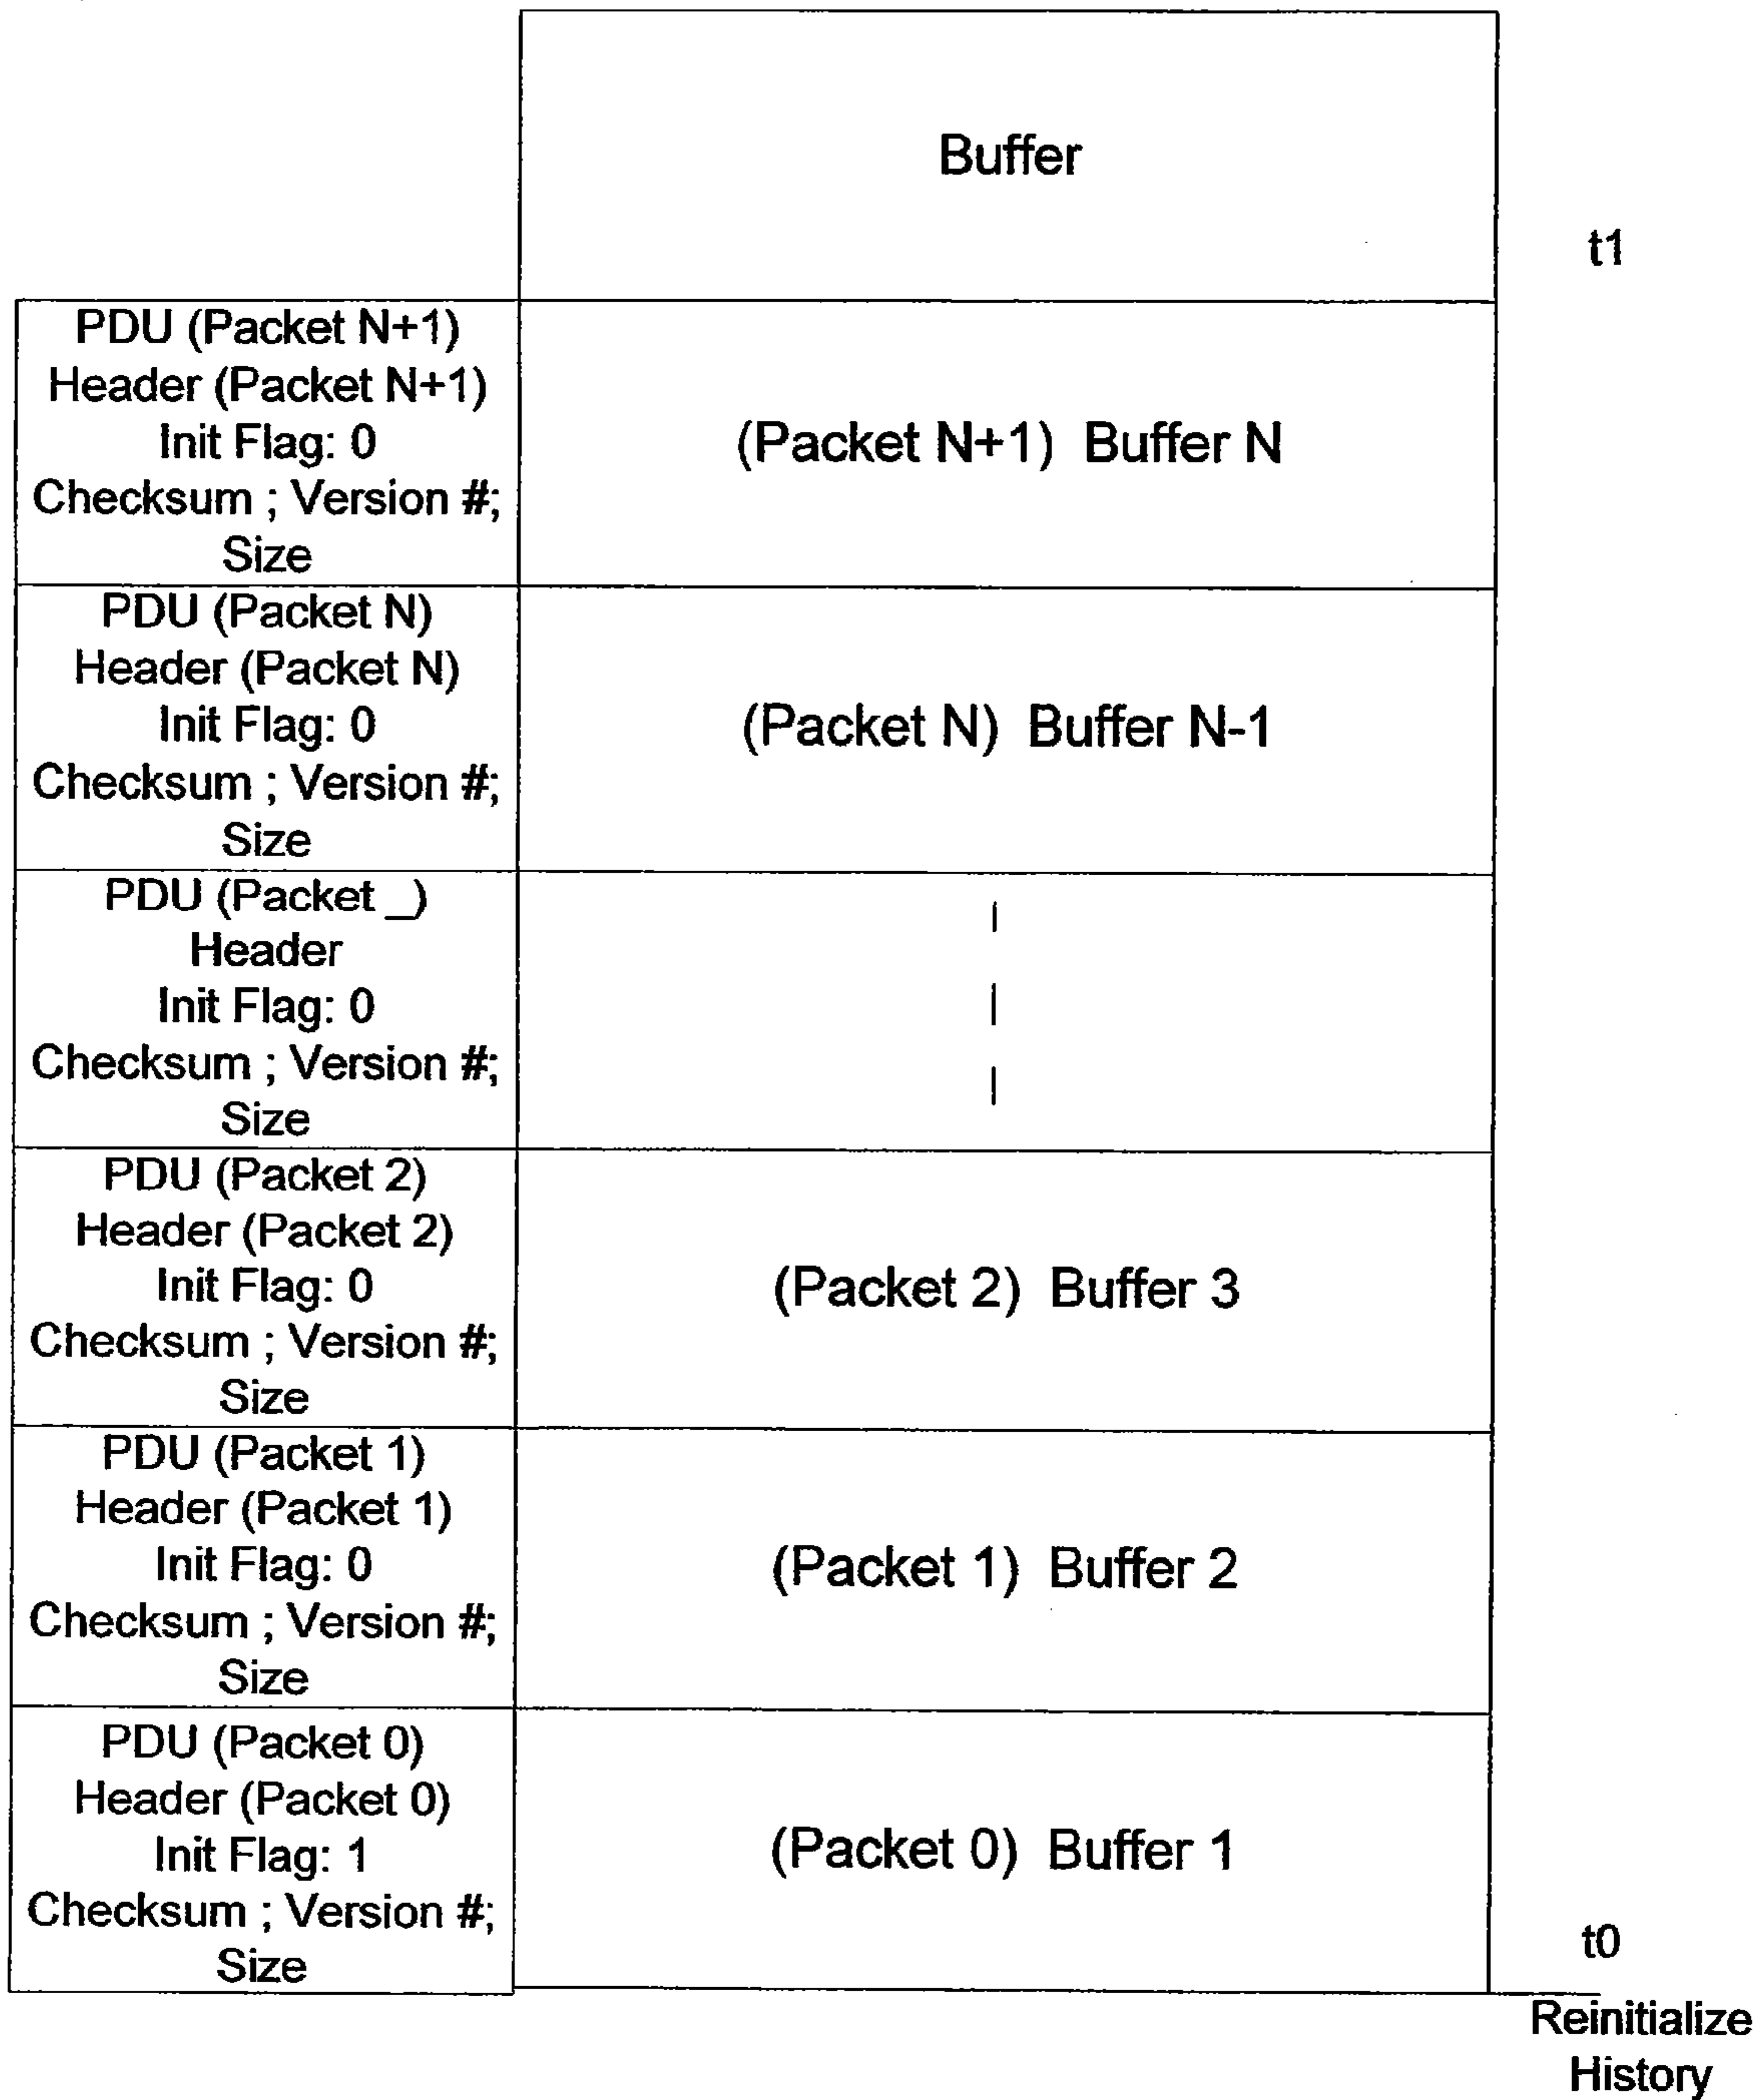 Buffer
t1
PDU (Packet N+1)
Header (Packet N+1)
Init Flag: 0
Checksum ; Version #;
Size
(Packet N+1) Buffer N
PDU (Packet N)
Header (Packet N)
Init Flag: 0
Checksum ; Version #;
Size
(Packet N) Buffer N-1
PDU (Packet _)
Header
Init Flag: 0
Checksum ; Version #;
Size
PDU (Packet 2)
Header (Packet 2)
Init Flag: 0
Checksum ; Version #;
Size
(Packet 2) Buffer 3
PDU (Packet 1)
Header (Packet 1)
Init Flag: 0
Checksum ; Version #;
Size
(Packet 1) Buffer 2
PDU (Packet 0)
Header (Packet 0)
Init Flag: 1
Checksum ; Version #;
Size
(Packet 0) Buffer 1
t0
Reinitialize
History